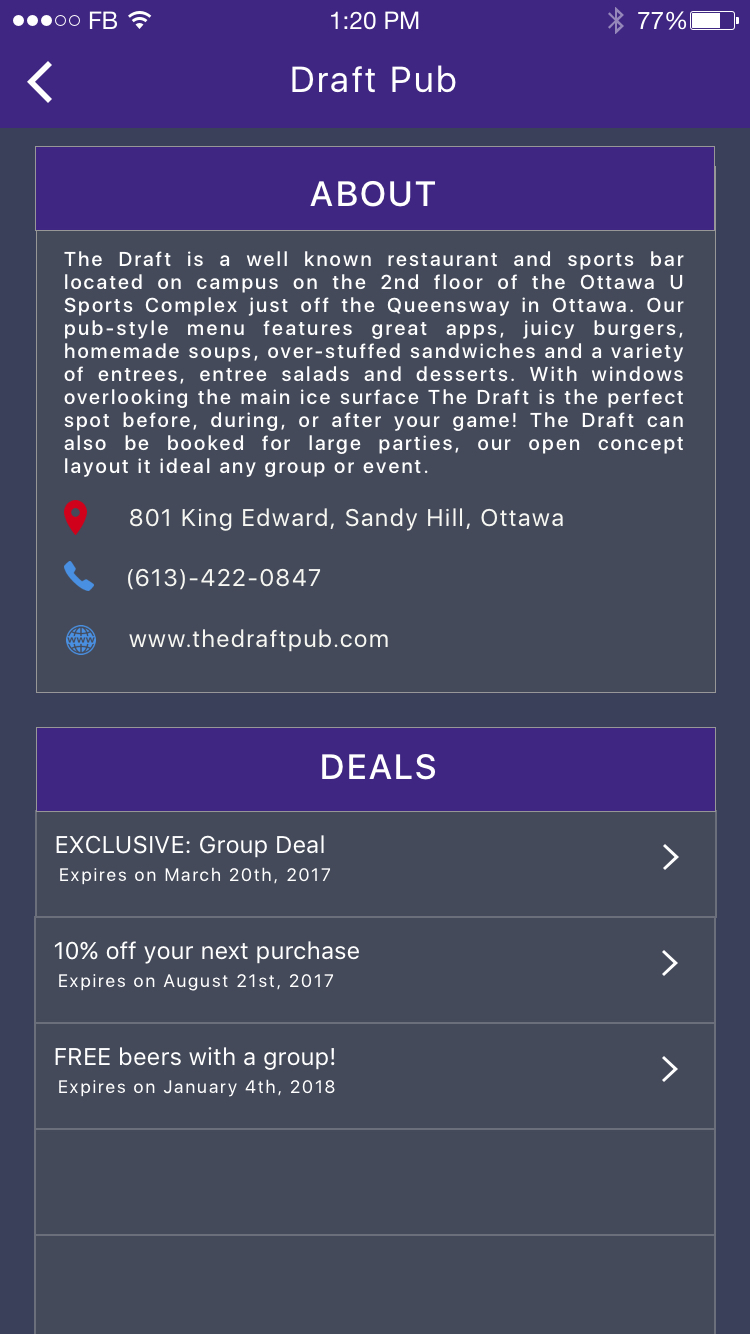 FB 1:20 PM 77%
Draft Pub
ABOUT
The Draft is a well known restaurant and sports bar
located on campus on the 2nd floor of the Ottawa U
Sports Complex just off the Queensway in Ottawa. Our
pub-style menu features great apps, juicy burgers,
homemade soups, over-stuffed sandwiches and a variety
of entrees, entree salads and desserts. With windows
overlooking the main ice surface The Draft is the perfect
spot before, during, or after your game! The Draft can
also be booked for large parties, our open concept
layout it ideal any group or event.
801 King Edward, Sandy Hill, Ottawa
(613)-422-0847
www.thedraftpub.com
DEALS
EXCLUSIVE: Group Deal
Expires on March 20th, 2017
10% off your next purchase
Expires on August 21st, 2017
FREE beers with a group!
Expires on January 4th, 2018